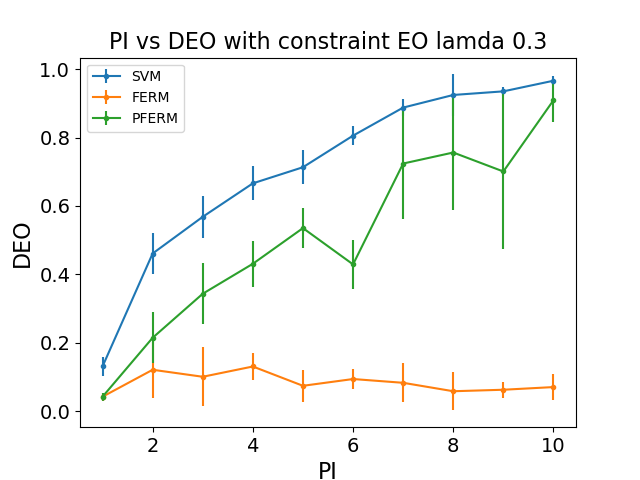 PI vs DEO with constraint EO lamda 0.3
SVM
FERM
PFERM
1.0
0.8
0.6
0.4
0.2
0.0
DEO
2 4 6 8 10
PI